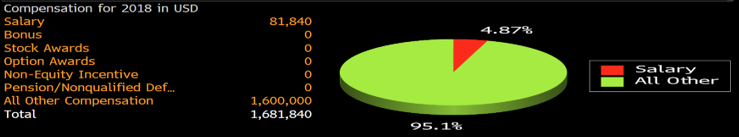 Compensation for 2018 in USD
Salary 81,840
Bonus 0
Stock Awards 0
Option Awards 0
Non-Equity Incentive 0
Pension/Nonqualified Def... 0
All Other Compensation 1,600,000
Total 1,681,840
4.87%
95.1%
Salary
All Other